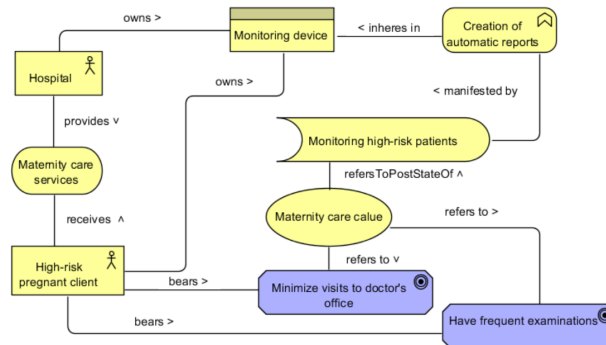 owns >
Monitoring device
< inheres in
Creation of
automatic reports
Hospital
owns >
< manifested by
provides v
Monitoring high-risk patients
Maternity care
services
refersToPostStateOf ^
receives ^
Maternity care calue
refers to >
High-risk
pregnant client
refers to v
bears >
Minimize visits to doctor's
office
bears >
Have frequent examinations